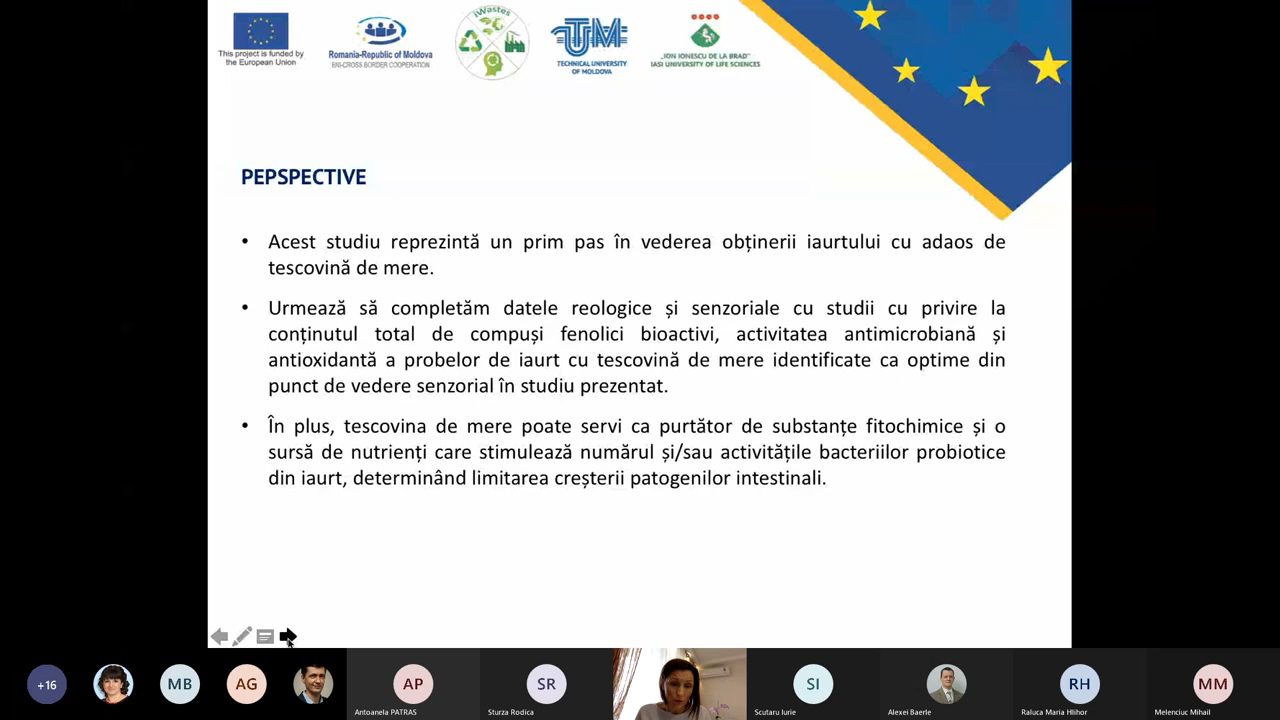 This project is funded by
the European Union
Romania-Republic of Moldova
ENI-CROSS BORDER COOPERATION
iWastes
UTM
TECHNICAL UNIVERSITY
OF MOLDOVA
„ION IONESCU DE LA BRAD”
IASI UNIVERSITY OF LIFE SCIENCES
PEPSPECTIVE
• Acest studiu reprezintă un prim pas în vederea obținerii iaurtului cu adaos de
tescovină de mere.
• Urmează să completăm datele reologice și senzoriale cu studii cu privire la
conținutul total de compuși fenolici bioactivi, activitatea antimicrobiană și
antioxidantă a probelor de iaurt cu tescovină de mere identificate ca optime din
punct de vedere senzorial în studiu prezentat.
• În plus, tescovina de mere poate servi ca purtător de substanțe fitochimice și o
sursă de nutrienți care stimulează numărul și/sau activitățile bacteriilor probiotice
din iaurt, determinând limitarea creșterii patogenilor intestinali.
+16
MB
AG
AP
Antoanela PATRAS
SR
Sturza Rodica
SI
Scutaru Iurie
Alexei Baerle
RH
Raluca Maria Hlihor
MM
Melenciuc Mihail